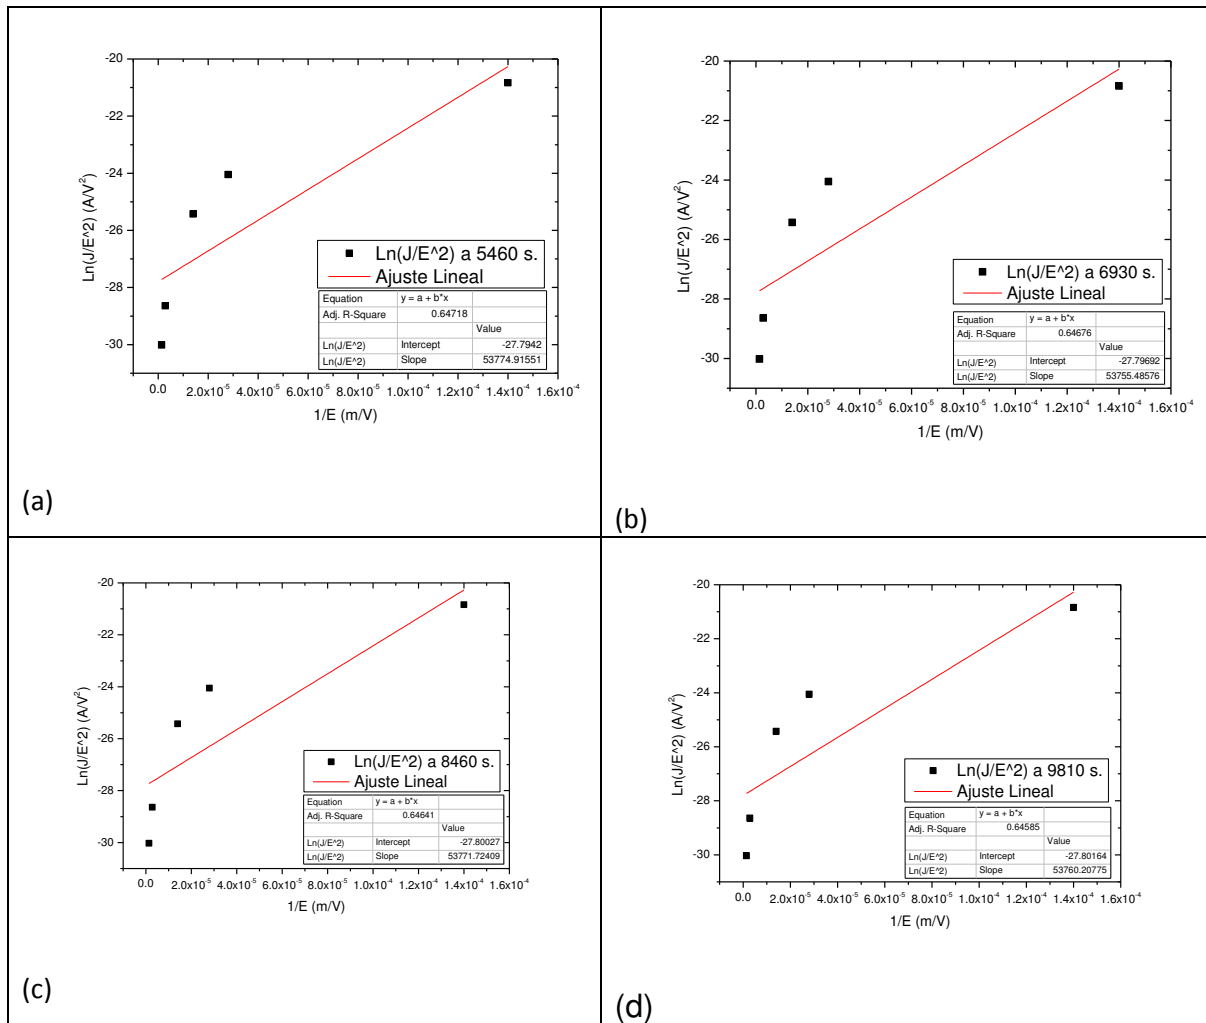 -20
-22
-24
-26
-28
-30
Ln(J/E^2) (A/V²)
Ln(J/E^2) a 5460 s.
Ajuste Lineal
Equation y = a + b*x
Adj. R-Square 0.64718
Value
Ln(J/E^2) Intercept -27.7942
Ln(J/E^2) Slope 53774.91551
0.0 2.0x10⁻⁵ 4.0x10⁻⁵ 6.0x10⁻⁵ 8.0x10⁻⁵ 1.0x10⁻⁴ 1.2x10⁻⁴ 1.4x10⁻⁴ 1.6x10⁻⁴
1/E (m/V)
(a)
-20
-22
-24
-26
-28
-30
Ln(J/E^2) (A/V²)
Ln(J/E^2) a 6930 s.
Ajuste Lineal
Equation y = a + b*x
Adj. R-Square 0.64676
Value
Ln(J/E^2) Intercept -27.79692
Ln(J/E^2) Slope 53755.48576
0.0 2.0x10⁻⁵ 4.0x10⁻⁵ 6.0x10⁻⁵ 8.0x10⁻⁵ 1.0x10⁻⁴ 1.2x10⁻⁴ 1.4x10⁻⁴ 1.6x10⁻⁴
1/E (m/V)
(b)
-20
-22
-24
-26
-28
-30
Ln(J/E^2) (A/V²)
Ln(J/E^2) a 8460 s.
Ajuste Lineal
Equation y = a + b*x
Adj. R-Square 0.64641
Value
Ln(J/E^2) Intercept -27.80027
Ln(J/E^2) Slope 53771.72409
0.0 2.0x10⁻⁵ 4.0x10⁻⁵ 6.0x10⁻⁵ 8.0x10⁻⁵ 1.0x10⁻⁴ 1.2x10⁻⁴ 1.4x10⁻⁴ 1.6x10⁻⁴
1/E (m/V)
(c)
-20
-22
-24
-26
-28
-30
Ln(J/E^2) (A/V²)
Ln(J/E^2) a 9810 s.
Ajuste Lineal
Equation y = a + b*x
Adj. R-Square 0.64585
Value
Ln(J/E^2) Intercept -27.80164
Ln(J/E^2) Slope 53760.20775
0.0 2.0x10⁻⁵ 4.0x10⁻⁵ 6.0x10⁻⁵ 8.0x10⁻⁵ 1.0x10⁻⁴ 1.2x10⁻⁴ 1.4x10⁻⁴ 1.6x10⁻⁴
1/E (m/V)
(d)